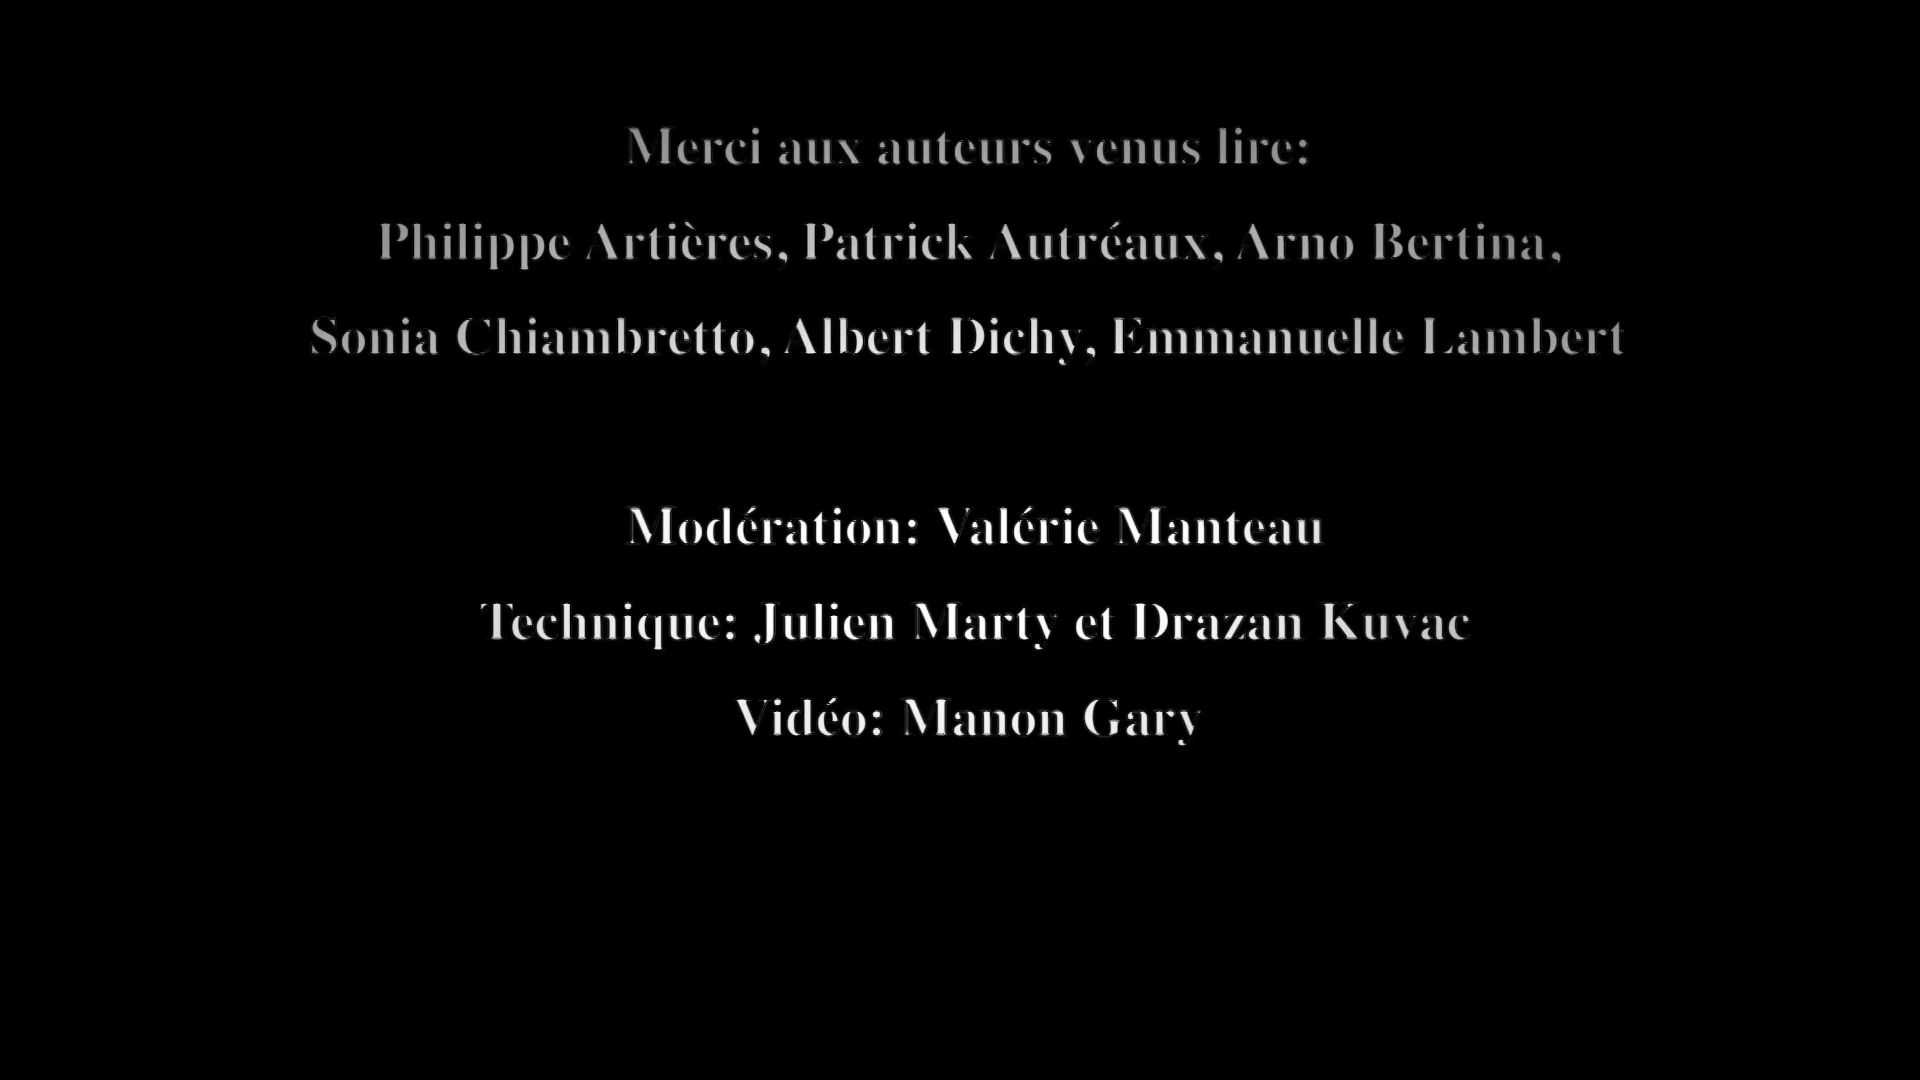 Merci aux auteurs venus lire:
Philippe Artières, Patrick Autréaux, Arno Bertina,
Sonia Chiambretto, Albert Dichy, Emmanuelle Lambert
Modération: Valérie Manteau
Technique: Julien Marty et Drazan Kuvac
Vidéo: Manon Gary